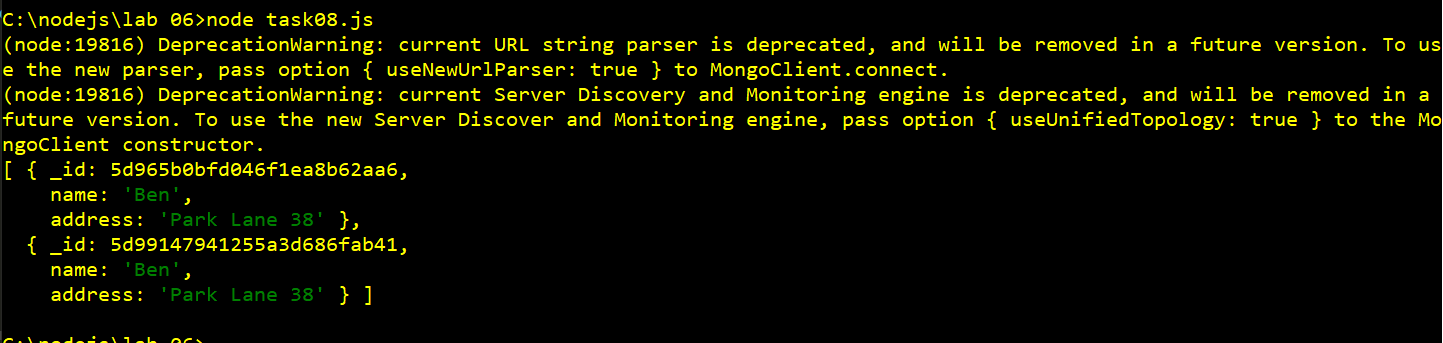 C:\nodejs\lab 06>node task08.js
(node:19816) DeprecationWarning: current URL string parser is deprecated, and will be removed in a future version. To us
e the new parser, pass option { useNewUrlParser: true } to MongoClient.connect.
(node:19816) DeprecationWarning: current Server Discovery and Monitoring engine is deprecated, and will be removed in a
future version. To use the new Server Discover and Monitoring engine, pass option { useUnifiedTopology: true } to the Mo
ngoClient constructor.
[ { _id: 5d965b0bfd046f1ea8b62aa6,
    name: 'Ben',
    address: 'Park Lane 38' },
  { _id: 5d99147941255a3d686fab41,
    name: 'Ben',
    address: 'Park Lane 38' } ]
C:\nodejs\lab 06>